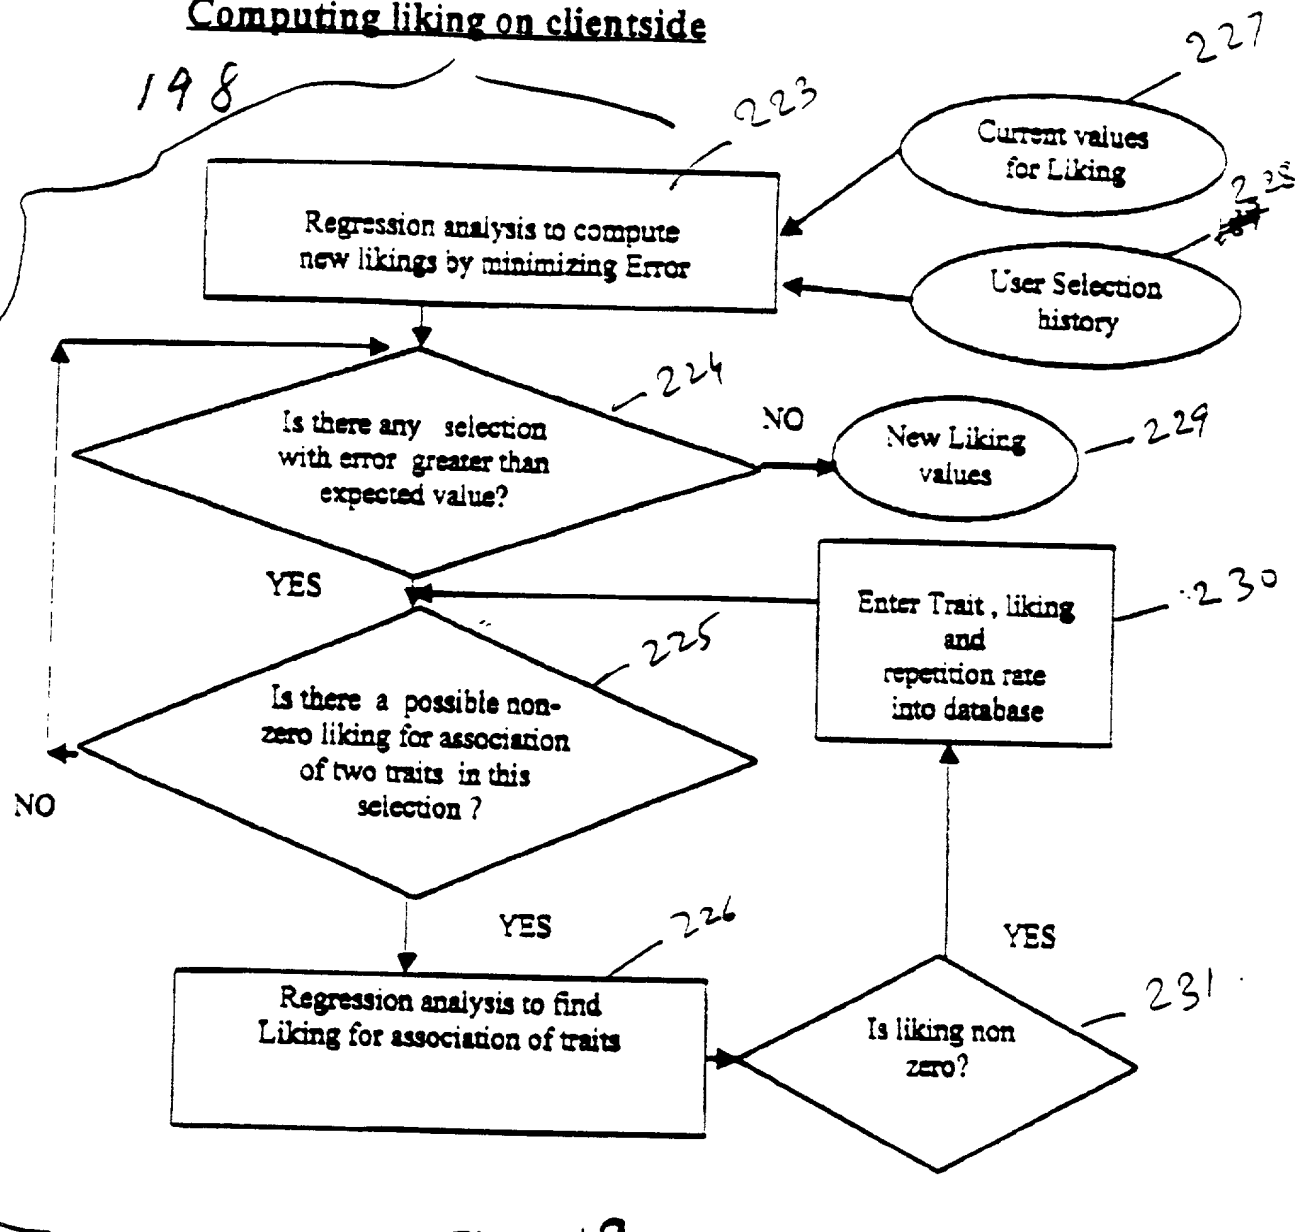 Computing liking on clientside
198
223
227
Current values
for Liking
228
Regression analysis to compute
new likings by minimizing Error
User Selection
history
224
NO
Is there any selection
with error greater than
expected value?
New Liking
values
229
YES
225
Enter Trait , liking
and
repetition rate
into database
230
Is there a possible non-
zero liking for association
of two traits in this
selection ?
NO
YES
226
YES
Regression analysis to find
Liking for association of traits
231
Is liking non
zero?